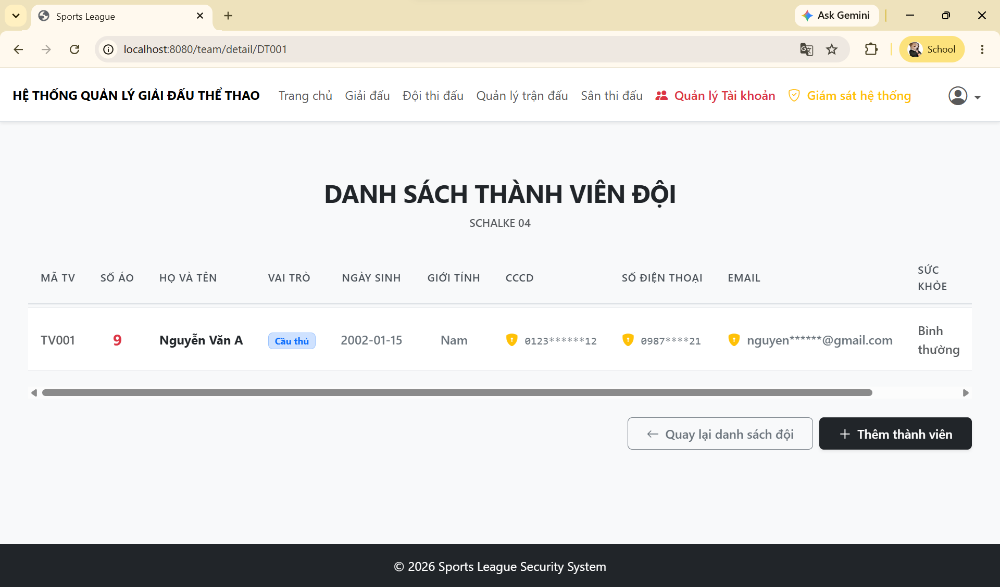 Sports League
Ask Gemini
localhost:8080/team/detail/DT001
School
HỆ THỐNG QUẢN LÝ GIẢI ĐẤU THỂ THAO Trang chủ Giải đấu Đội thi đấu Quản lý trận đấu Sân thi đấu Quản lý Tài khoản Giám sát hệ thống
DANH SÁCH THÀNH VIÊN ĐỘI
SCHALKE 04
MÃ TV SỐ ÁO HỌ VÀ TÊN VAI TRÒ NGÀY SINH GIỚI TÍNH CCCD SỐ ĐIỆN THOẠI EMAIL SỨC KHỎE
TV001 9 Nguyễn Văn A Cầu thủ 2002-01-15 Nam 0123******12 0987****21 nguyen******@gmail.com Bình thường
← Quay lại danh sách đội + Thêm thành viên
© 2026 Sports League Security System